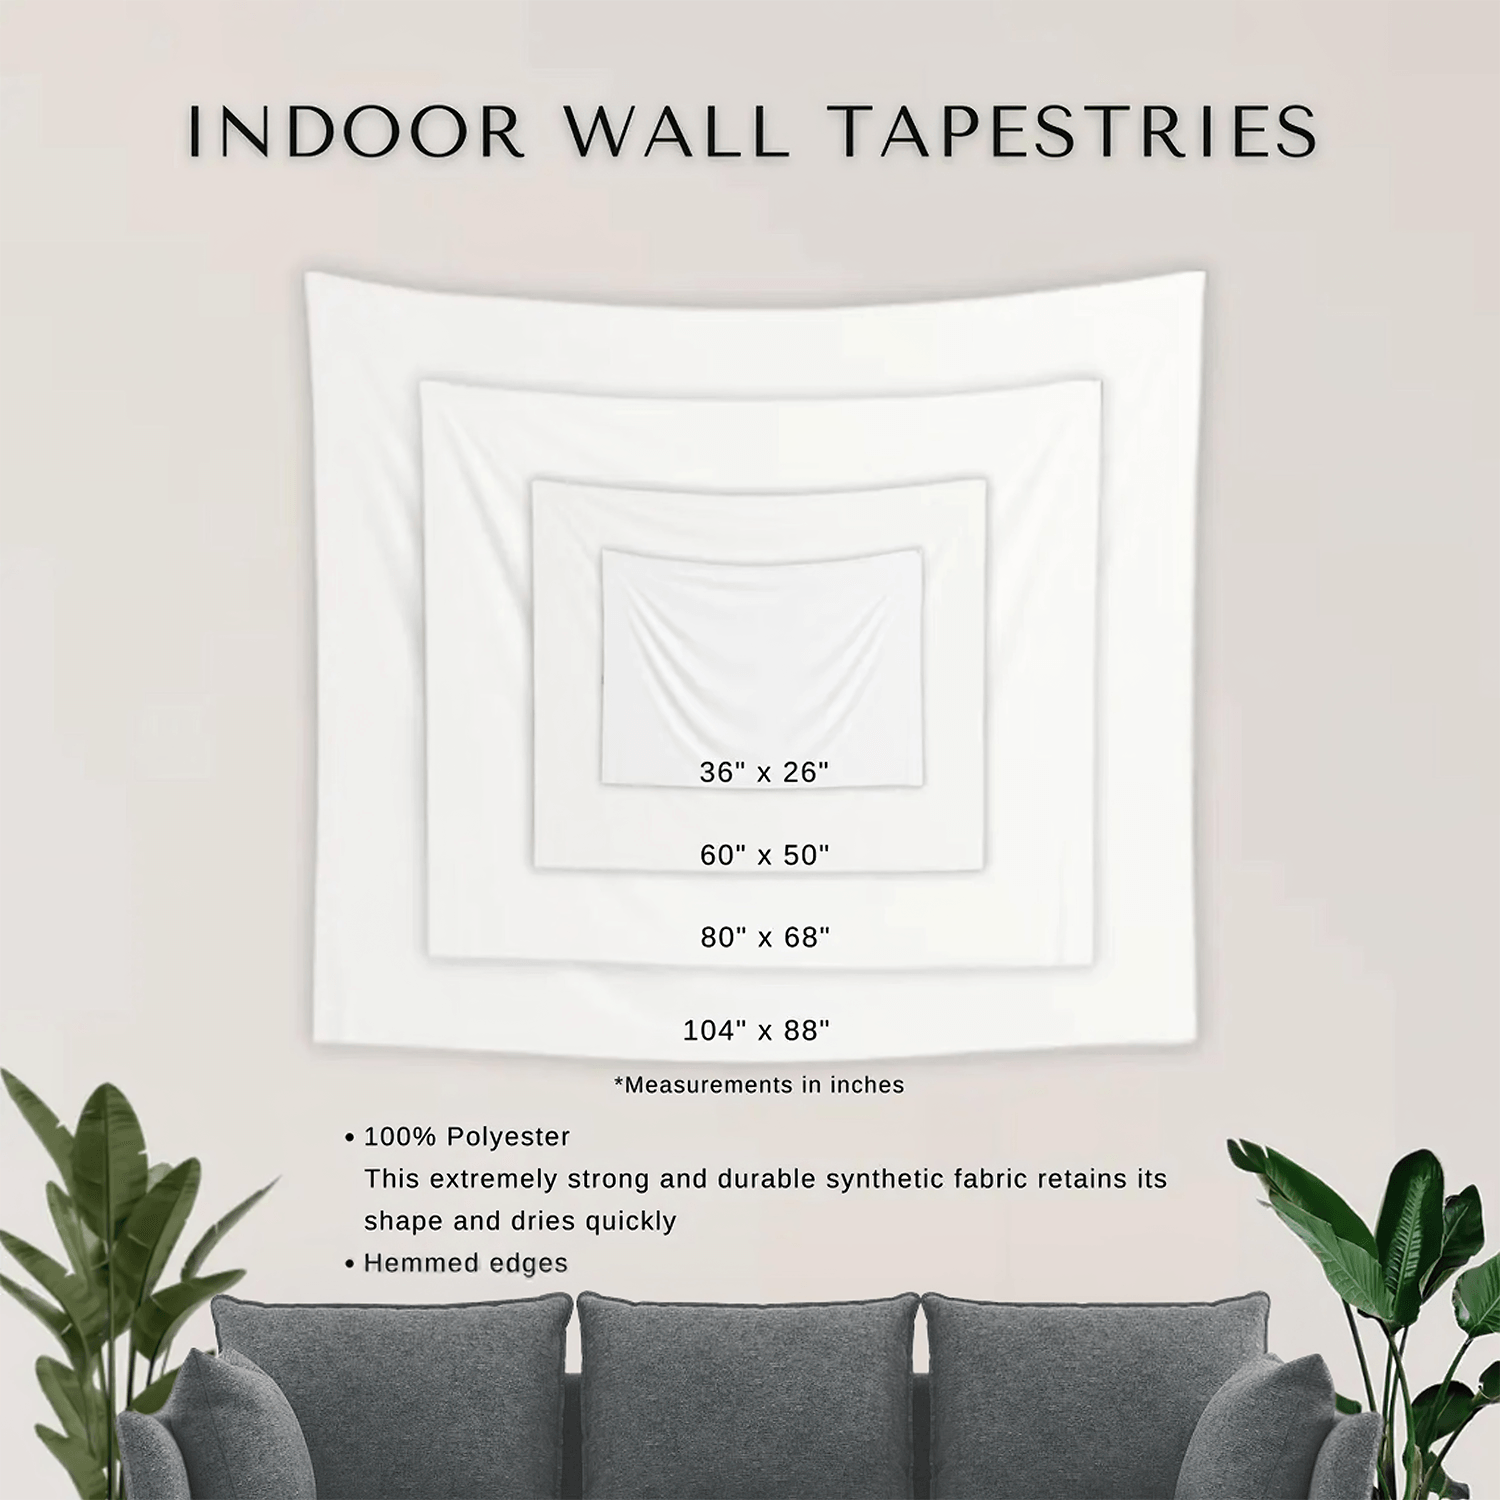 INDOOR WALL TAPESTRIES
36" x 26"
60" x 50"
80" x 68"
104" x 88"
*Measurements in inches
• 100% Polyester
This extremely strong and durable synthetic fabric retains its
shape and dries quickly
• Hemmed edges